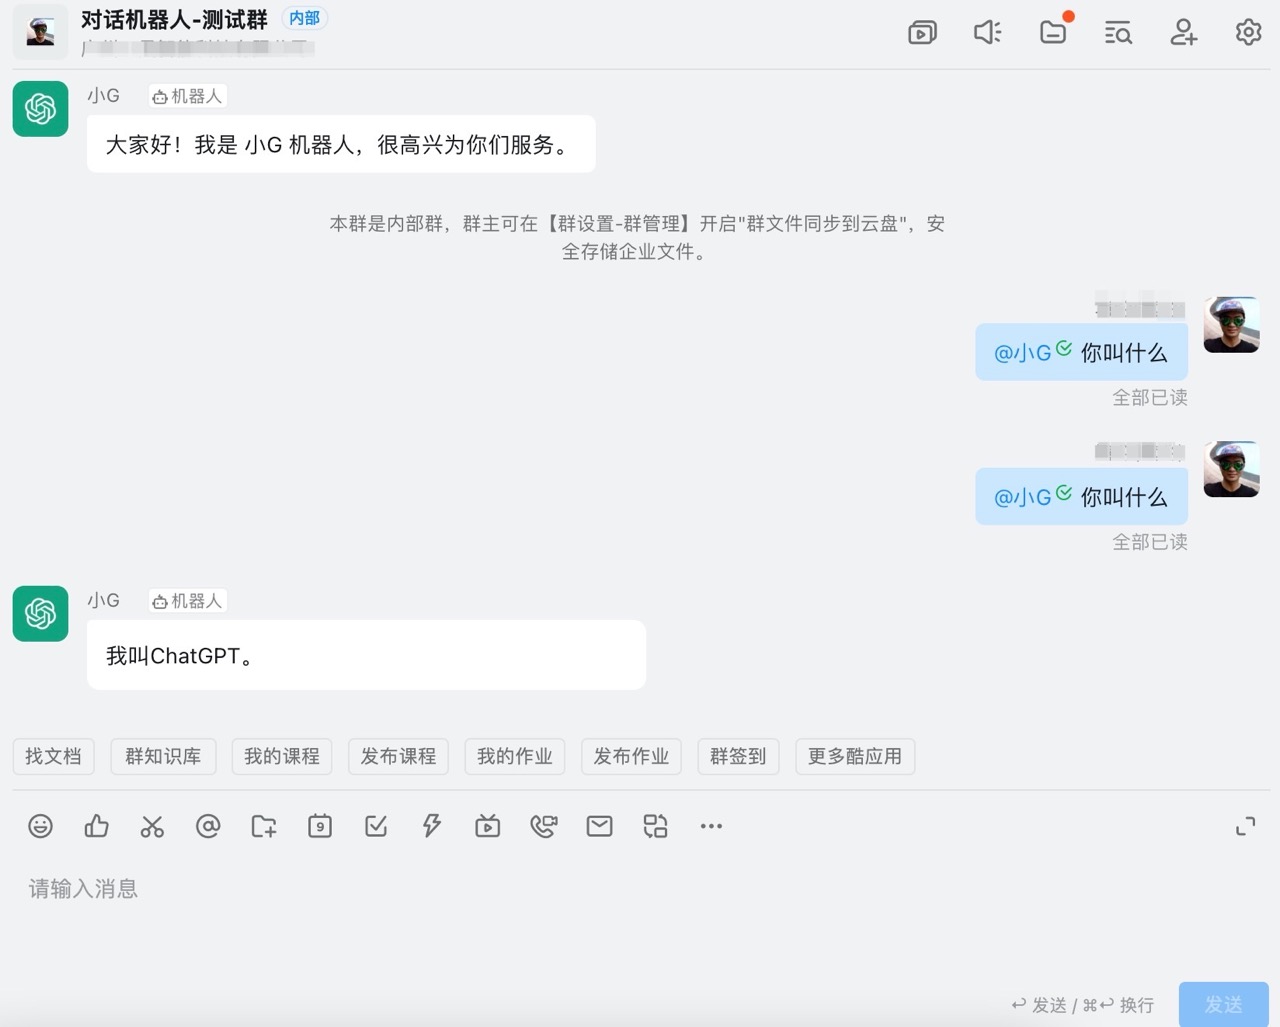 对话机器人-测试群 内部
小G 机器人
大家好！我是 小G 机器人，很高兴为你们服务。
本群是内部群，群主可在【群设置-群管理】开启"群文件同步到云盘"，安
全存储企业文件。
@小G 你叫什么
全部已读
@小G 你叫什么
全部已读
小G 机器人
我叫ChatGPT。
找文档 群知识库 我的课程 发布课程 我的作业 发布作业 群签到 更多酷应用
9
请输入消息
↩ 发送 / ⌘↩ 换行 发送